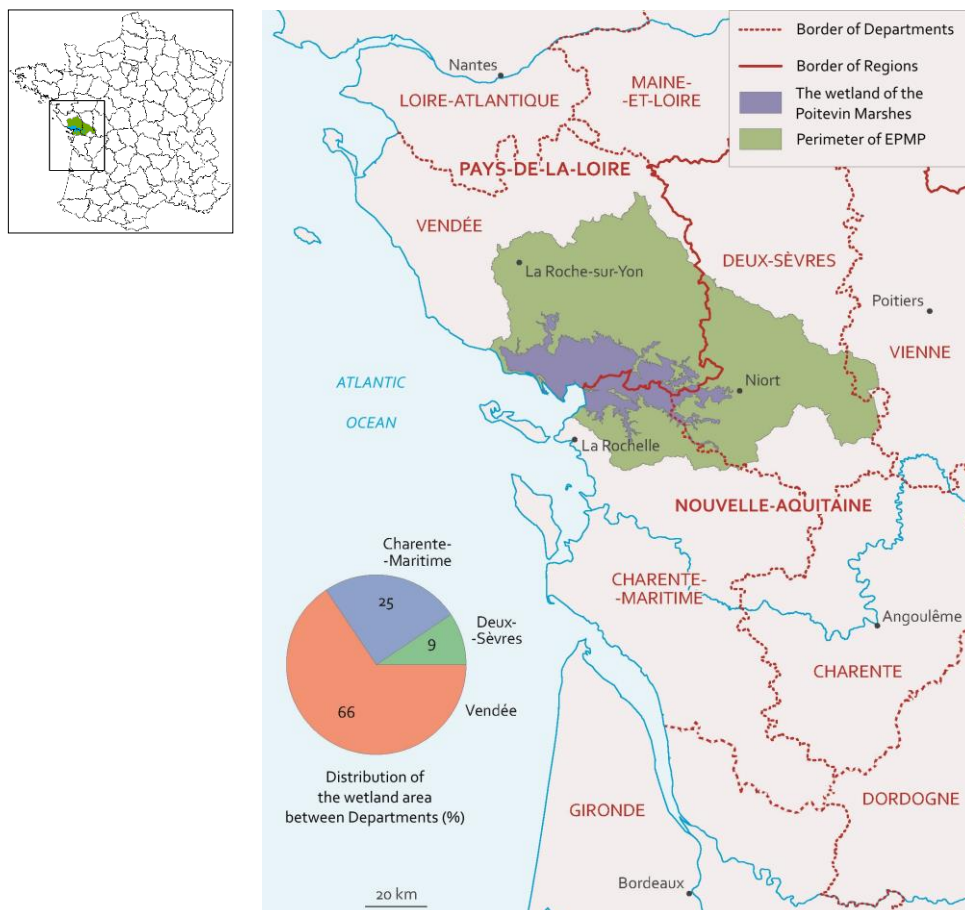 Border of Departments
Border of Regions
The wetland of the
Poitevin Marshes
Perimeter of EPMP
Nantes
LOIRE-ATLANTIQUE
MAINE-
-ET-LOIRE
PAYS-DE-LA-LOIRE
VENDÉE
La Roche-sur-Yon
DEUX-SÈVRES
Poitiers
VIENNE
ATLANTIC
OCEAN
Niort
La Rochelle
NOUVELLE-AQUITAINE
CHARENTE-
-MARITIME
Angoulême
CHARENTE
Charente-
-Maritime
25
Deux-
-Sèvres
9
66
Vendée
Distribution of
the wetland area
between Departments (%)
GIRONDE
DORDOGNE
Bordeaux
20 km